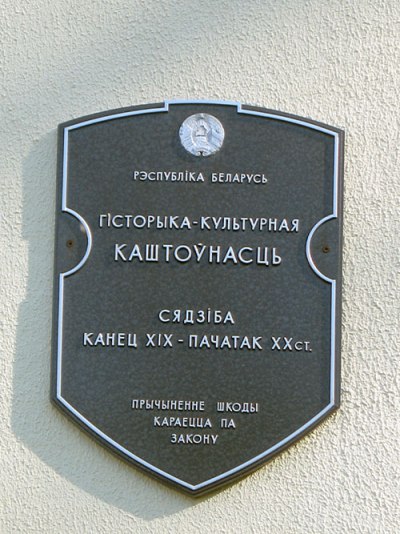 РЭСПУБЛІКА БЕЛАРУСЬ
ГІСТОРЫКА-КУЛЬТУРНАЯ
КАШТОЎНАСЦЬ
СЯДЗІБА
КАНЕЦ XIX - ПАЧАТАК XX СТ.
ПРЫЧЫНЕННЕ ШКОДЫ
КАРАЕЦЦА ПА
ЗАКОНУ